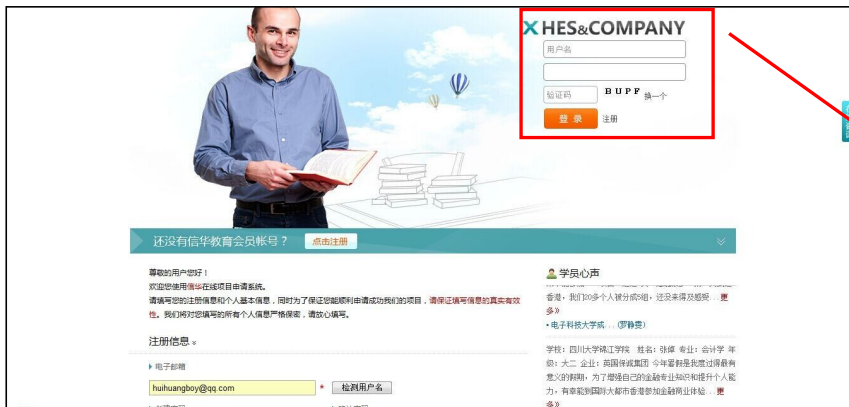 HES&COMPANY
用户名
验证码 BUPF 换一个
登 录 注册
还没有信华教育会员帐号？ 点击注册
尊敬的用户您好！
欢迎您使用信华在线项目申请系统。
请填写您的注册信息和个人基本信息，同时为了保证您能顺利申请成功我们的项目，请保证填写信息的真实有效
性。我们将对您填写的所有个人信息严格保密，请放心填写。
注册信息
电子邮箱
huihuangboy@qq.com * 检测用户名
学员心声
香港，我们20多个人被分成5组，还没来得及感受... 更
多》
•电子科技大学成... (罗静雯)
学校：四川大学锦江学院 姓名：张倬 专业：会计学 年
级：大二 企业：英国保诚集团 今年暑假是我度过得最有
意义的假期，为了增强自己的金融专业知识和提升个人能
力，有幸能到国际大都市香港参加金融商业体验... 更
多》